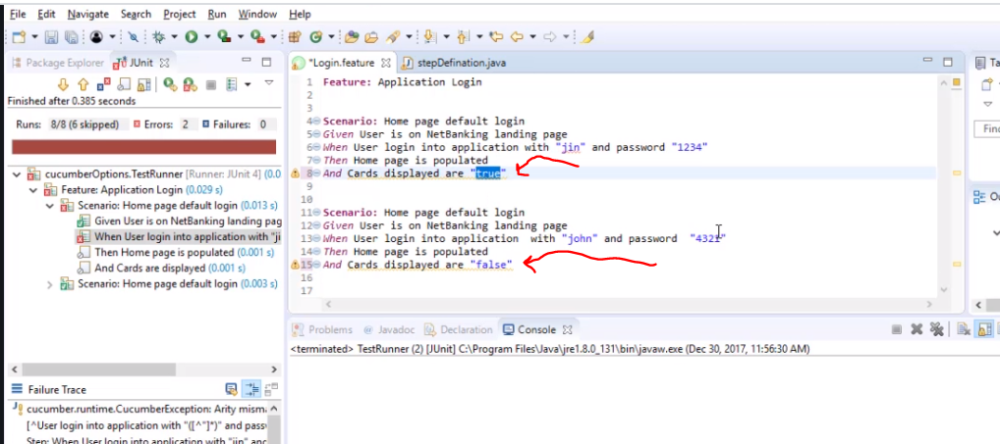 File Edit Navigate Search Project Run Window Help
Package Explorer JUnit
Finished after 0.385 seconds
Runs: 8/8 (6 skipped) Errors: 2 Failures: 0
cucumberOptions.TestRunner [Runner: JUnit 4] (0.0
Feature: Application Login (0.029 s)
Scenario: Home page default login (0.013 s)
Given User is on NetBanking landing pag
When User login into application with "ji
Then Home page is populated (0.001 s)
And Cards are displayed (0.001 s)
Scenario: Home page default login (0.003 s)
Failure Trace
cucumber.runtime.CucumberException: Arity mism
[^User login into application with "([^"]*)" and pass
Step: When User login into application with "jin" and
*Login.feature stepDefination.java
1 Feature: Application Login
2
3
4 Scenario: Home page default login
5 Given User is on NetBanking landing page
6 When User login into application with "jin" and password "1234"
7 Then Home page is populated
8 And Cards displayed are "true"
9
10
11 Scenario: Home page default login
12 Given User is on NetBanking landing page
13 When User login into application with "john" and password "4321"
14 Then Home page is populated
15 And Cards displayed are "false"
16
17
Problems Javadoc Declaration Console
<terminated> TestRunner (2) [JUnit] C:\Program Files\Java\jre1.8.0_131\bin\javaw.exe (Dec 30, 2017, 11:56:30 AM)
Ta
Find
Ou